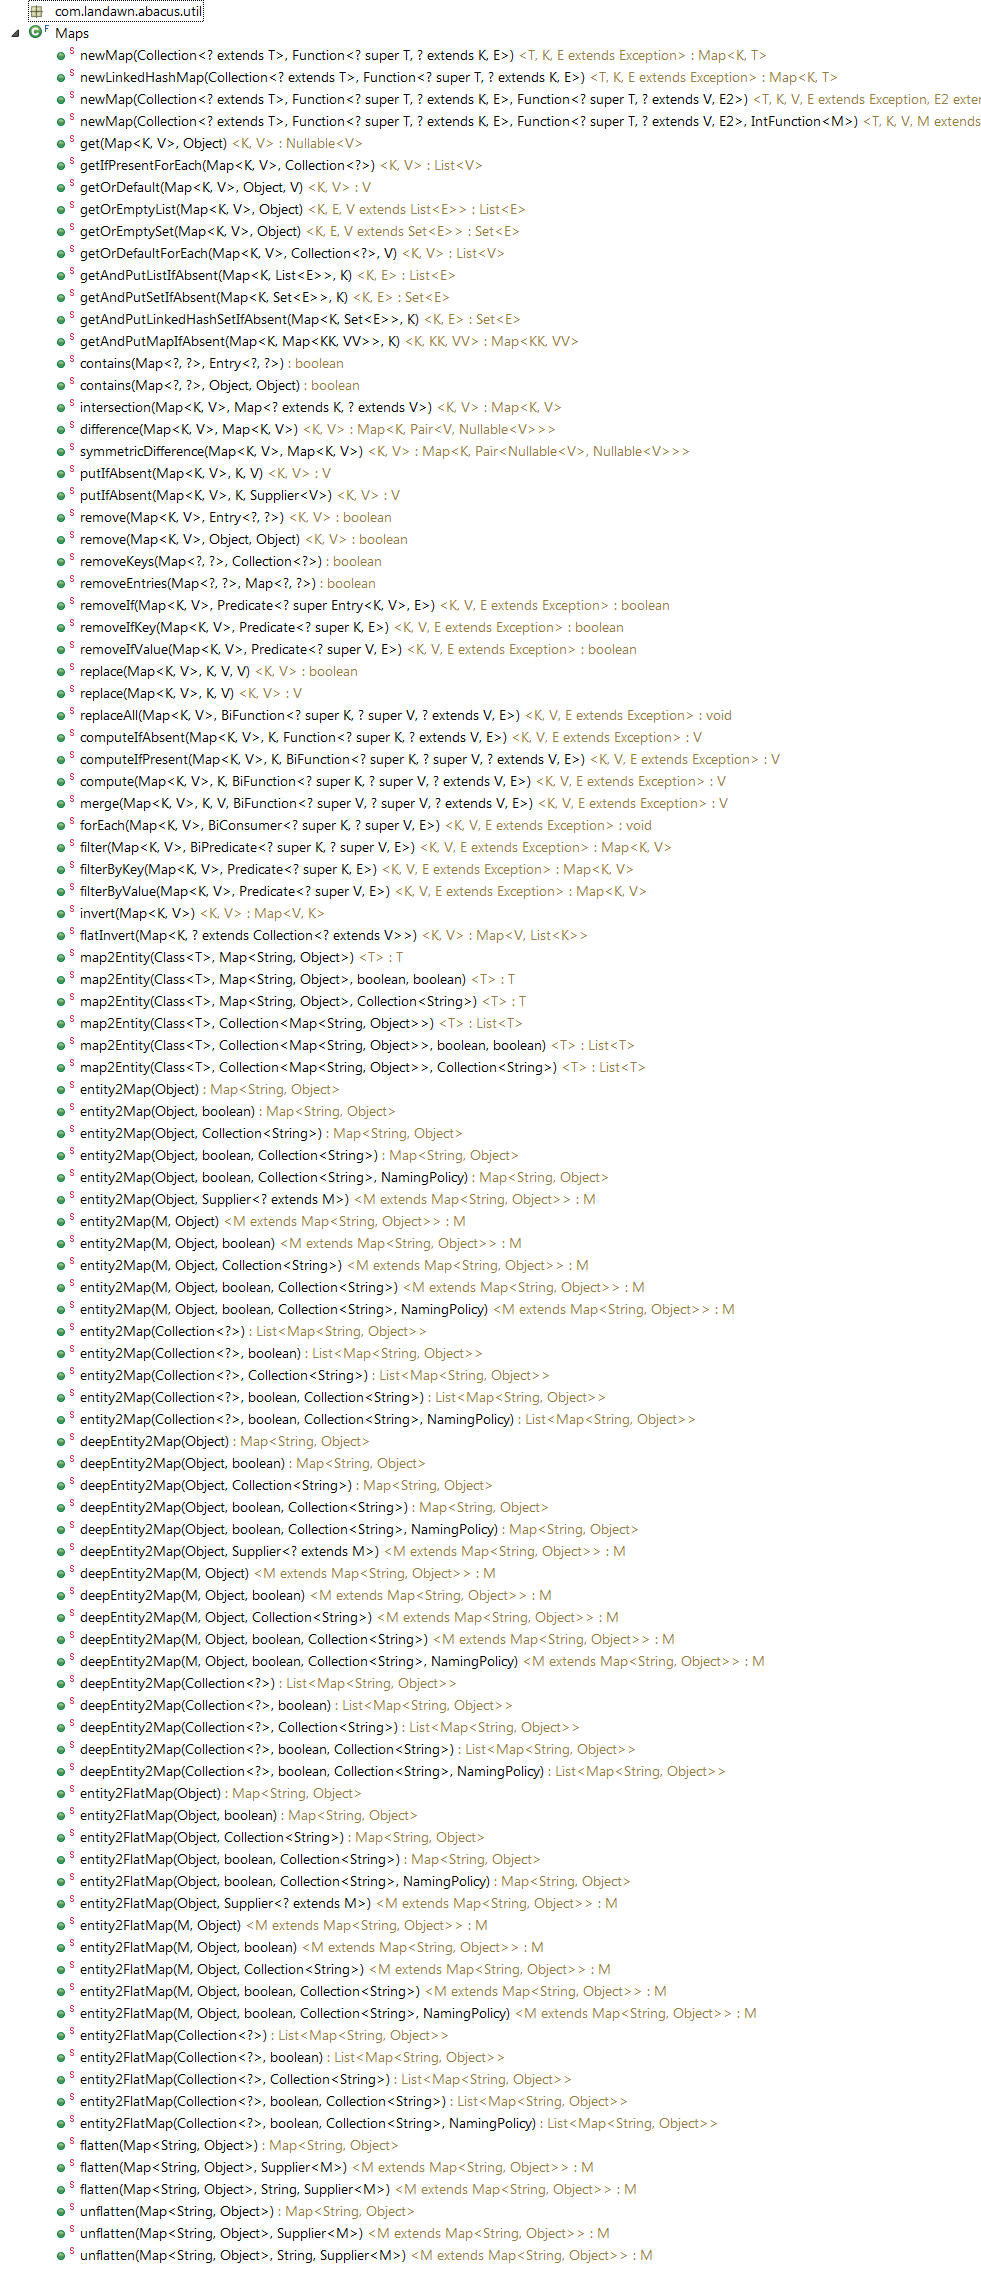 com.landawn.abacus.util
Maps
newMap(Collection<? extends T>, Function<? super T, ? extends K, E>) <T, K, E extends Exception> : Map<K, T>
newLinkedHashMap(Collection<? extends T>, Function<? super T, ? extends K, E>) <T, K, E extends Exception> : Map<K, T>
newMap(Collection<? extends T>, Function<? super T, ? extends K, E>, Function<? super T, ? extends V, E2>) <T, K, V, E extends Exception, E2 exter
newMap(Collection<? extends T>, Function<? super T, ? extends K, E>, Function<? super T, ? extends V, E2>, IntFunction<M>) <T, K, V, M extends
get(Map<K, V>, Object) <K, V> : Nullable<V>
getIfPresentForEach(Map<K, V>, Collection<?>) <K, V> : List<V>
getOrDefault(Map<K, V>, Object, V) <K, V> : V
getOrEmptyList(Map<K, V>, Object) <K, E, V extends List<E>> : List<E>
getOrEmptySet(Map<K, V>, Object) <K, E, V extends Set<E>> : Set<E>
getOrDefaultForEach(Map<K, V>, Collection<?>, V) <K, V> : List<V>
getAndPutListIfAbsent(Map<K, List<E>>, K) <K, E> : List<E>
getAndPutSetIfAbsent(Map<K, Set<E>>, K) <K, E> : Set<E>
getAndPutLinkedHashSetIfAbsent(Map<K, Set<E>>, K) <K, E> : Set<E>
getAndPutMapIfAbsent(Map<K, Map<KK, VV>>, K) <K, KK, VV> : Map<KK, VV>
contains(Map<?, ?>, Entry<?, ?>) : boolean
contains(Map<?, ?>, Object, Object) : boolean
intersection(Map<K, V>, Map<? extends K, ? extends V>) <K, V> : Map<K, V>
difference(Map<K, V>, Map<K, V>) <K, V> : Map<K, Pair<V, Nullable<V>>>
symmetricDifference(Map<K, V>, Map<K, V>) <K, V> : Map<K, Pair<Nullable<V>, Nullable<V>>>
putIfAbsent(Map<K, V>, K, V) <K, V> : V
putIfAbsent(Map<K, V>, K, Supplier<V>) <K, V> : V
remove(Map<K, V>, Entry<?, ?>) <K, V> : boolean
remove(Map<K, V>, Object, Object) <K, V> : boolean
removeKeys(Map<?, ?>, Collection<?>) : boolean
removeEntries(Map<?, ?>, Map<?, ?>) : boolean
removeIf(Map<K, V>, Predicate<? super Entry<K, V>, E>) <K, V, E extends Exception> : boolean
removeIfKey(Map<K, V>, Predicate<? super K, E>) <K, V, E extends Exception> : boolean
removeIfValue(Map<K, V>, Predicate<? super V, E>) <K, V, E extends Exception> : boolean
replace(Map<K, V>, K, V, V) <K, V> : boolean
replace(Map<K, V>, K, V) <K, V> : V
replaceAll(Map<K, V>, BiFunction<? super K, ? super V, ? extends V, E>) <K, V, E extends Exception> : void
computeIfAbsent(Map<K, V>, K, Function<? super K, ? extends V, E>) <K, V, E extends Exception> : V
computeIfPresent(Map<K, V>, K, BiFunction<? super K, ? super V, ? extends V, E>) <K, V, E extends Exception> : V
compute(Map<K, V>, K, BiFunction<? super K, ? super V, ? extends V, E>) <K, V, E extends Exception> : V
merge(Map<K, V>, K, V, BiFunction<? super V, ? super V, ? extends V, E>) <K, V, E extends Exception> : V
forEach(Map<K, V>, BiConsumer<? super K, ? super V, E>) <K, V, E extends Exception> : void
filter(Map<K, V>, BiPredicate<? super K, ? super V, E>) <K, V, E extends Exception> : Map<K, V>
filterByKey(Map<K, V>, Predicate<? super K, E>) <K, V, E extends Exception> : Map<K, V>
filterByValue(Map<K, V>, Predicate<? super V, E>) <K, V, E extends Exception> : Map<K, V>
invert(Map<K, V>) <K, V> : Map<V, K>
flatInvert(Map<K, ? extends Collection<? extends V>>) <K, V> : Map<V, List<K>>
map2Entity(Class<T>, Map<String, Object>) <T> : T
map2Entity(Class<T>, Map<String, Object>, boolean, boolean) <T> : T
map2Entity(Class<T>, Map<String, Object>, Collection<String>) <T> : T
map2Entity(Class<T>, Collection<Map<String, Object>>) <T> : List<T>
map2Entity(Class<T>, Collection<Map<String, Object>>, boolean, boolean) <T> : List<T>
map2Entity(Class<T>, Collection<Map<String, Object>>, Collection<String>) <T> : List<T>
entity2Map(Object) : Map<String, Object>
entity2Map(Object, boolean) : Map<String, Object>
entity2Map(Object, Collection<String>) : Map<String, Object>
entity2Map(Object, boolean, Collection<String>) : Map<String, Object>
entity2Map(Object, boolean, Collection<String>, NamingPolicy) : Map<String, Object>
entity2Map(Object, Supplier<? extends M>) <M extends Map<String, Object>> : M
entity2Map(M, Object) <M extends Map<String, Object>> : M
entity2Map(M, Object, boolean) <M extends Map<String, Object>> : M
entity2Map(M, Object, Collection<String>) <M extends Map<String, Object>> : M
entity2Map(M, Object, boolean, Collection<String>) <M extends Map<String, Object>> : M
entity2Map(M, Object, boolean, Collection<String>, NamingPolicy) <M extends Map<String, Object>> : M
entity2Map(Collection<?>) : List<Map<String, Object>>
entity2Map(Collection<?>, boolean) : List<Map<String, Object>>
entity2Map(Collection<?>, Collection<String>) : List<Map<String, Object>>
entity2Map(Collection<?>, boolean, Collection<String>) : List<Map<String, Object>>
entity2Map(Collection<?>, boolean, Collection<String>, NamingPolicy) : List<Map<String, Object>>
deepEntity2Map(Object) : Map<String, Object>
deepEntity2Map(Object, boolean) : Map<String, Object>
deepEntity2Map(Object, Collection<String>) : Map<String, Object>
deepEntity2Map(Object, boolean, Collection<String>) : Map<String, Object>
deepEntity2Map(Object, boolean, Collection<String>, NamingPolicy) : Map<String, Object>
deepEntity2Map(Object, Supplier<? extends M>) <M extends Map<String, Object>> : M
deepEntity2Map(M, Object) <M extends Map<String, Object>> : M
deepEntity2Map(M, Object, boolean) <M extends Map<String, Object>> : M
deepEntity2Map(M, Object, Collection<String>) <M extends Map<String, Object>> : M
deepEntity2Map(M, Object, boolean, Collection<String>) <M extends Map<String, Object>> : M
deepEntity2Map(M, Object, boolean, Collection<String>, NamingPolicy) <M extends Map<String, Object>> : M
deepEntity2Map(Collection<?>) : List<Map<String, Object>>
deepEntity2Map(Collection<?>, boolean) : List<Map<String, Object>>
deepEntity2Map(Collection<?>, Collection<String>) : List<Map<String, Object>>
deepEntity2Map(Collection<?>, boolean, Collection<String>) : List<Map<String, Object>>
deepEntity2Map(Collection<?>, boolean, Collection<String>, NamingPolicy) : List<Map<String, Object>>
entity2FlatMap(Object) : Map<String, Object>
entity2FlatMap(Object, boolean) : Map<String, Object>
entity2FlatMap(Object, Collection<String>) : Map<String, Object>
entity2FlatMap(Object, boolean, Collection<String>) : Map<String, Object>
entity2FlatMap(Object, boolean, Collection<String>, NamingPolicy) : Map<String, Object>
entity2FlatMap(Object, Supplier<? extends M>) <M extends Map<String, Object>> : M
entity2FlatMap(M, Object) <M extends Map<String, Object>> : M
entity2FlatMap(M, Object, boolean) <M extends Map<String, Object>> : M
entity2FlatMap(M, Object, Collection<String>) <M extends Map<String, Object>> : M
entity2FlatMap(M, Object, boolean, Collection<String>) <M extends Map<String, Object>> : M
entity2FlatMap(M, Object, boolean, Collection<String>, NamingPolicy) <M extends Map<String, Object>> : M
entity2FlatMap(Collection<?>) : List<Map<String, Object>>
entity2FlatMap(Collection<?>, boolean) : List<Map<String, Object>>
entity2FlatMap(Collection<?>, Collection<String>) : List<Map<String, Object>>
entity2FlatMap(Collection<?>, boolean, Collection<String>) : List<Map<String, Object>>
entity2FlatMap(Collection<?>, boolean, Collection<String>, NamingPolicy) : List<Map<String, Object>>
flatten(Map<String, Object>) : Map<String, Object>
flatten(Map<String, Object>, Supplier<M>) <M extends Map<String, Object>> : M
flatten(Map<String, Object>, String, Supplier<M>) <M extends Map<String, Object>> : M
unflatten(Map<String, Object>) : Map<String, Object>
unflatten(Map<String, Object>, Supplier<M>) <M extends Map<String, Object>> : M
unflatten(Map<String, Object>, String, Supplier<M>) <M extends Map<String, Object>> : M